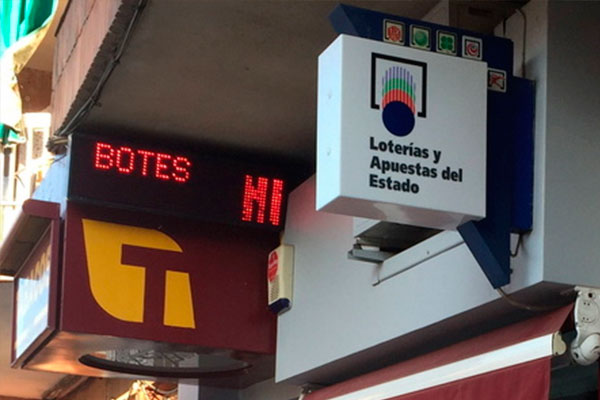 BOTES
MI
T
Loterías y
Apuestas del
Estado